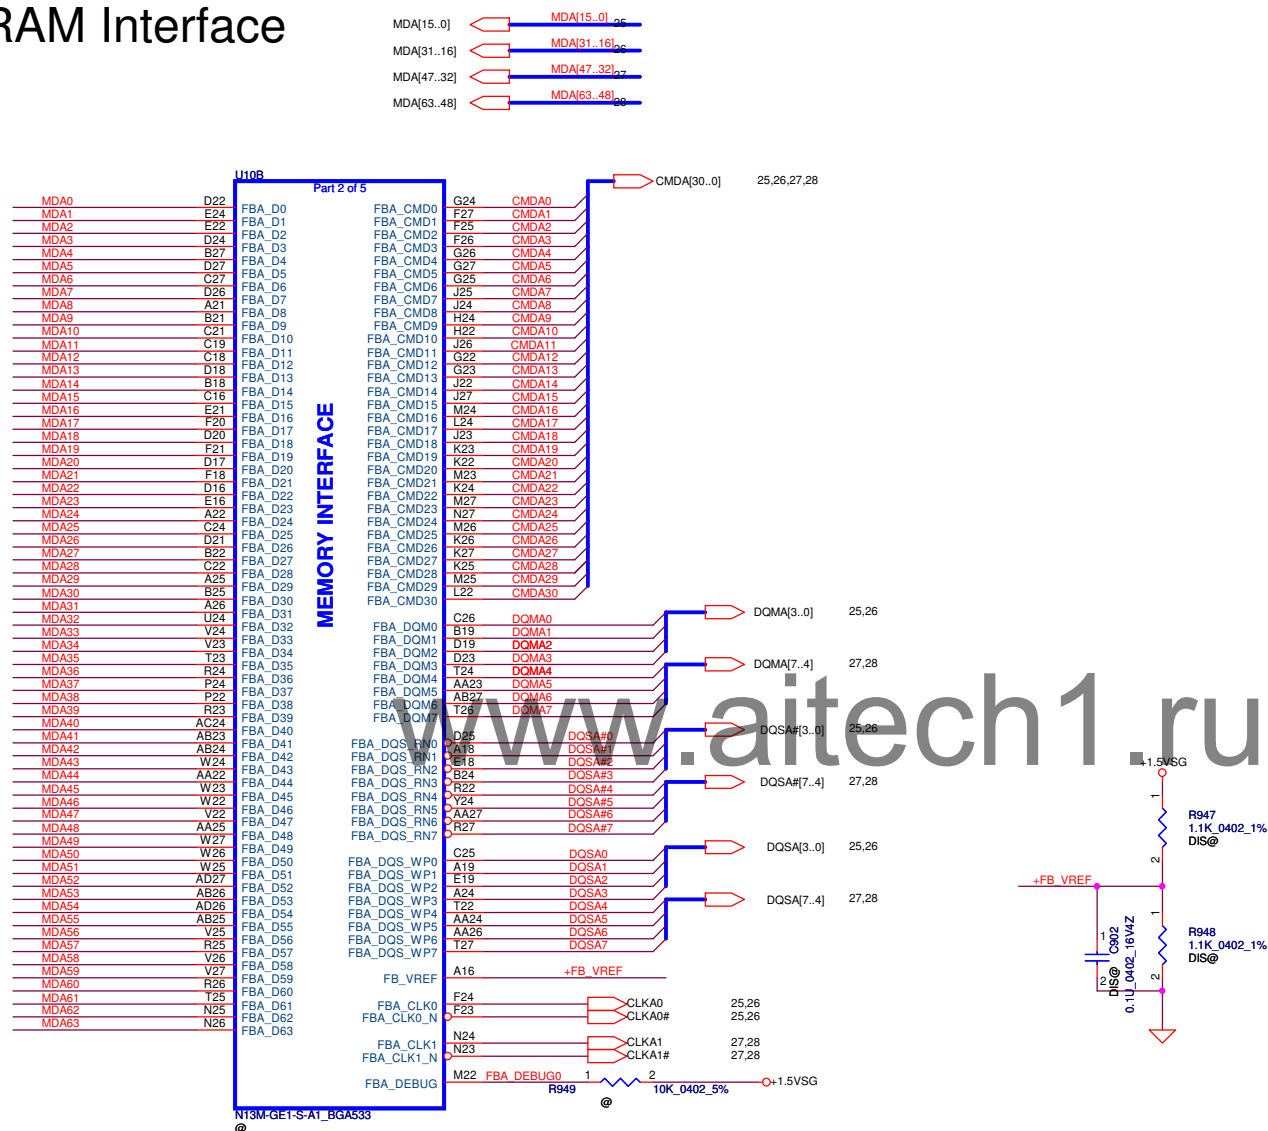 RAM Interface
MDA[15..0] MDA[15..0] 25
MDA[31..16] MDA[31..16] 26
MDA[47..32] MDA[47..32] 27
MDA[63..48] MDA[63..48] 28
U10B
Part 2 of 5
CMDA[30..0] 25,26,27,28
MDA0 D22 FBA_D0 FBA_CMD0 G24 CMDA0
MDA1 E24 FBA_D1 FBA_CMD1 F27 CMDA1
MDA2 E22 FBA_D2 FBA_CMD2 F25 CMDA2
MDA3 D24 FBA_D3 FBA_CMD3 F26 CMDA3
MDA4 B27 FBA_D4 FBA_CMD4 G26 CMDA4
MDA5 D27 FBA_D5 FBA_CMD5 G27 CMDA5
MDA6 C27 FBA_D6 FBA_CMD6 G25 CMDA6
MDA7 D26 FBA_D7 FBA_CMD7 J25 CMDA7
MDA8 A21 FBA_D8 FBA_CMD8 J24 CMDA8
MDA9 B21 FBA_D9 FBA_CMD9 H24 CMDA9
MDA10 C21 FBA_D10 FBA_CMD10 H22 CMDA10
MDA11 C19 FBA_D11 FBA_CMD11 J26 CMDA11
MDA12 C18 FBA_D12 FBA_CMD12 G22 CMDA12
MDA13 D18 FBA_D13 FBA_CMD13 G23 CMDA13
MDA14 B18 FBA_D14 FBA_CMD14 J22 CMDA14
MDA15 C16 FBA_D15 FBA_CMD15 J27 CMDA15
MDA16 E21 FBA_D16 FBA_CMD16 M24 CMDA16
MDA17 F20 FBA_D17 FBA_CMD17 L24 CMDA17
MDA18 D20 FBA_D18 FBA_CMD18 J23 CMDA18
MDA19 F21 FBA_D19 FBA_CMD19 K23 CMDA19
MDA20 D17 FBA_D20 FBA_CMD20 K22 CMDA20
MDA21 F18 FBA_D21 FBA_CMD21 M23 CMDA21
MDA22 D16 FBA_D22 FBA_CMD22 K24 CMDA22
MDA23 E16 FBA_D23 FBA_CMD23 M27 CMDA23
MDA24 A22 FBA_D24 FBA_CMD24 N27 CMDA24
MDA25 C24 FBA_D25 FBA_CMD25 M26 CMDA25
MDA26 D21 FBA_D26 FBA_CMD26 K26 CMDA26
MDA27 B22 FBA_D27 FBA_CMD27 K27 CMDA27
MDA28 C22 FBA_D28 FBA_CMD28 K25 CMDA28
MDA29 A25 FBA_D29 FBA_CMD29 M25 CMDA29
MDA30 B25 FBA_D30 FBA_CMD30 L22 CMDA30
MDA31 A26 FBA_D31
MEMORY INTERFACE
DQMA[3..0] 25,26
MDA32 U24 FBA_D32 FBA_DQM0 C26 DQMA0
MDA33 V24 FBA_D33 FBA_DQM1 B19 DQMA1
MDA34 V23 FBA_D34 FBA_DQM2 D19 DQMA2
MDA35 T23 FBA_D35 FBA_DQM3 D23 DQMA3
DQMA[7..4] 27,28
MDA36 R24 FBA_D36 FBA_DQM4 T24 DQMA4
MDA37 P24 FBA_D37 FBA_DQM5 AA23 DQMA5
MDA38 P22 FBA_D38 FBA_DQM6 AB27 DQMA6
MDA39 R23 FBA_D39 FBA_DQM7 T26 DQMA7
www.aitech1.ru
MDA40 AC24 FBA_D40
DQSA#[3..0] 25,26
MDA41 AB23 FBA_D41 FBA_DQS_RN0 D25 DQSA#0
MDA42 AB24 FBA_D42 FBA_DQS_RN1 A18 DQSA#1
MDA43 W24 FBA_D43 FBA_DQS_RN2 E18 DQSA#2
MDA44 AA22 FBA_D44 FBA_DQS_RN3 B24 DQSA#3
DQSA#[7..4] 27,28
MDA45 W23 FBA_D45 FBA_DQS_RN4 R22 DQSA#4
MDA46 W22 FBA_D46 FBA_DQS_RN5 Y24 DQSA#5
MDA47 V22 FBA_D47 FBA_DQS_RN6 AA27 DQSA#6
MDA48 AA25 FBA_D48 FBA_DQS_RN7 R27 DQSA#7
MDA49 W27 FBA_D49
DQSA[3..0] 25,26
MDA50 W26 FBA_D50 FBA_DQS_WP0 C25 DQSA0
MDA51 W25 FBA_D51 FBA_DQS_WP1 A19 DQSA1
MDA52 AD27 FBA_D52 FBA_DQS_WP2 E19 DQSA2
MDA53 AB26 FBA_D53 FBA_DQS_WP3 A24 DQSA3
DQSA[7..4] 27,28
MDA54 AD26 FBA_D54 FBA_DQS_WP4 T22 DQSA4
MDA55 AB25 FBA_D55 FBA_DQS_WP5 AA24 DQSA5
MDA56 V25 FBA_D56 FBA_DQS_WP6 AA26 DQSA6
MDA57 R25 FBA_D57 FBA_DQS_WP7 T27 DQSA7
MDA58 V26 FBA_D58
MDA59 V27 FBA_D59 FB_VREF A16 +FB_VREF
MDA60 R26 FBA_D60
MDA61 T25 FBA_D61 FBA_CLK0 F24 CLKA0 25,26
MDA62 N25 FBA_D62 FBA_CLK0_N F23 CLKA0# 25,26
MDA63 N26 FBA_D63
FBA_CLK1 N24 CLKA1 27,28
FBA_CLK1_N N23 CLKA1# 27,28
FBA_DEBUG M22 FBA_DEBUG0 1 2 +1.5VSG
R949 10K_0402_5%
@
N13M-GE1-S-A1_BGA533
@
+1.5VSG
1
R947
1.1K_0402_1%
DIS@
2
+FB_VREF
1
R948
1.1K_0402_1%
DIS@
2
1
2
C902
DIS@
0.1U_0402_16V4Z